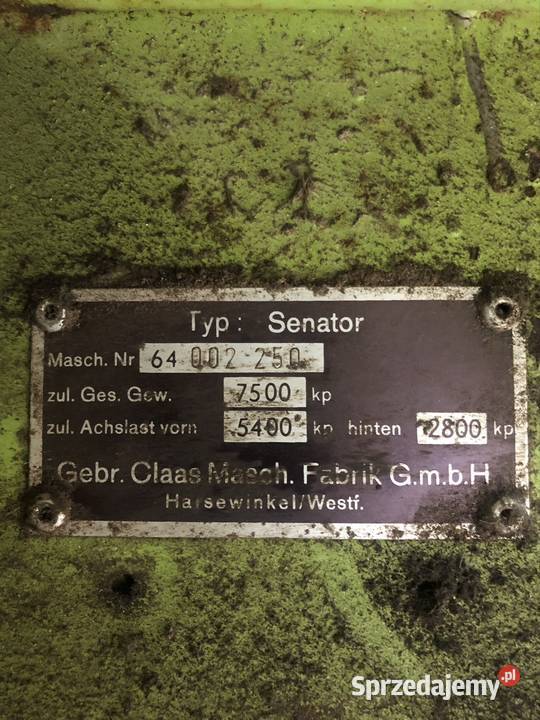 Typ: Senator
Masch. Nr 64 002 250
zul. Ges. Gew. 7500 kp
zul. Achslast vorn 5400 kp hinten 2800 kp
Gebr. Claas Masch. Fabrik G.m.b.H
Harsewinkel/Westf.
Sprzedajemy.pl